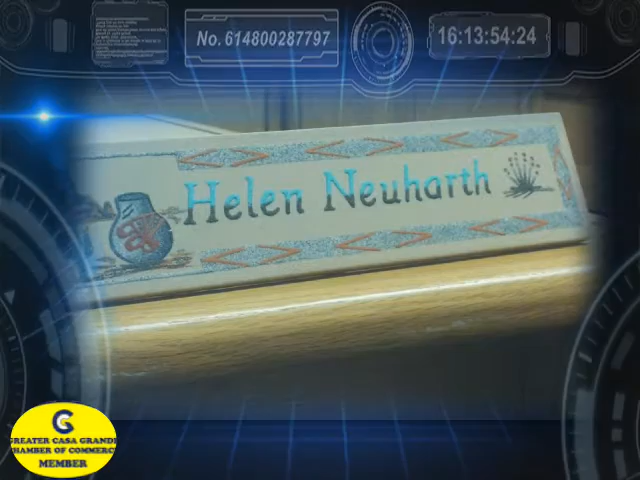 No. 614800287797
16:13:54:24
Helen Neuharth
G
GREATER CASA GRANDE
CHAMBER OF COMMERCE
MEMBER